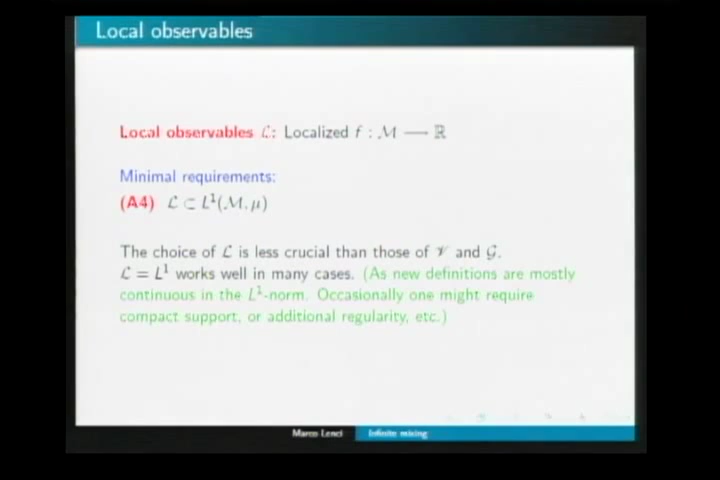 Local observables
Local observables ℒ: Localized f : ℳ ⟶ ℝ
Minimal requirements:
(A4) ℒ ⊂ L¹(ℳ, μ)
The choice of ℒ is less crucial than those of 𝒱 and 𝒢.
ℒ = L¹ works well in many cases. (As new definitions are mostly
continuous in the L¹-norm. Occasionally one might require
compact support, or additional regularity, etc.)
Marco Lenci Infinite mixing